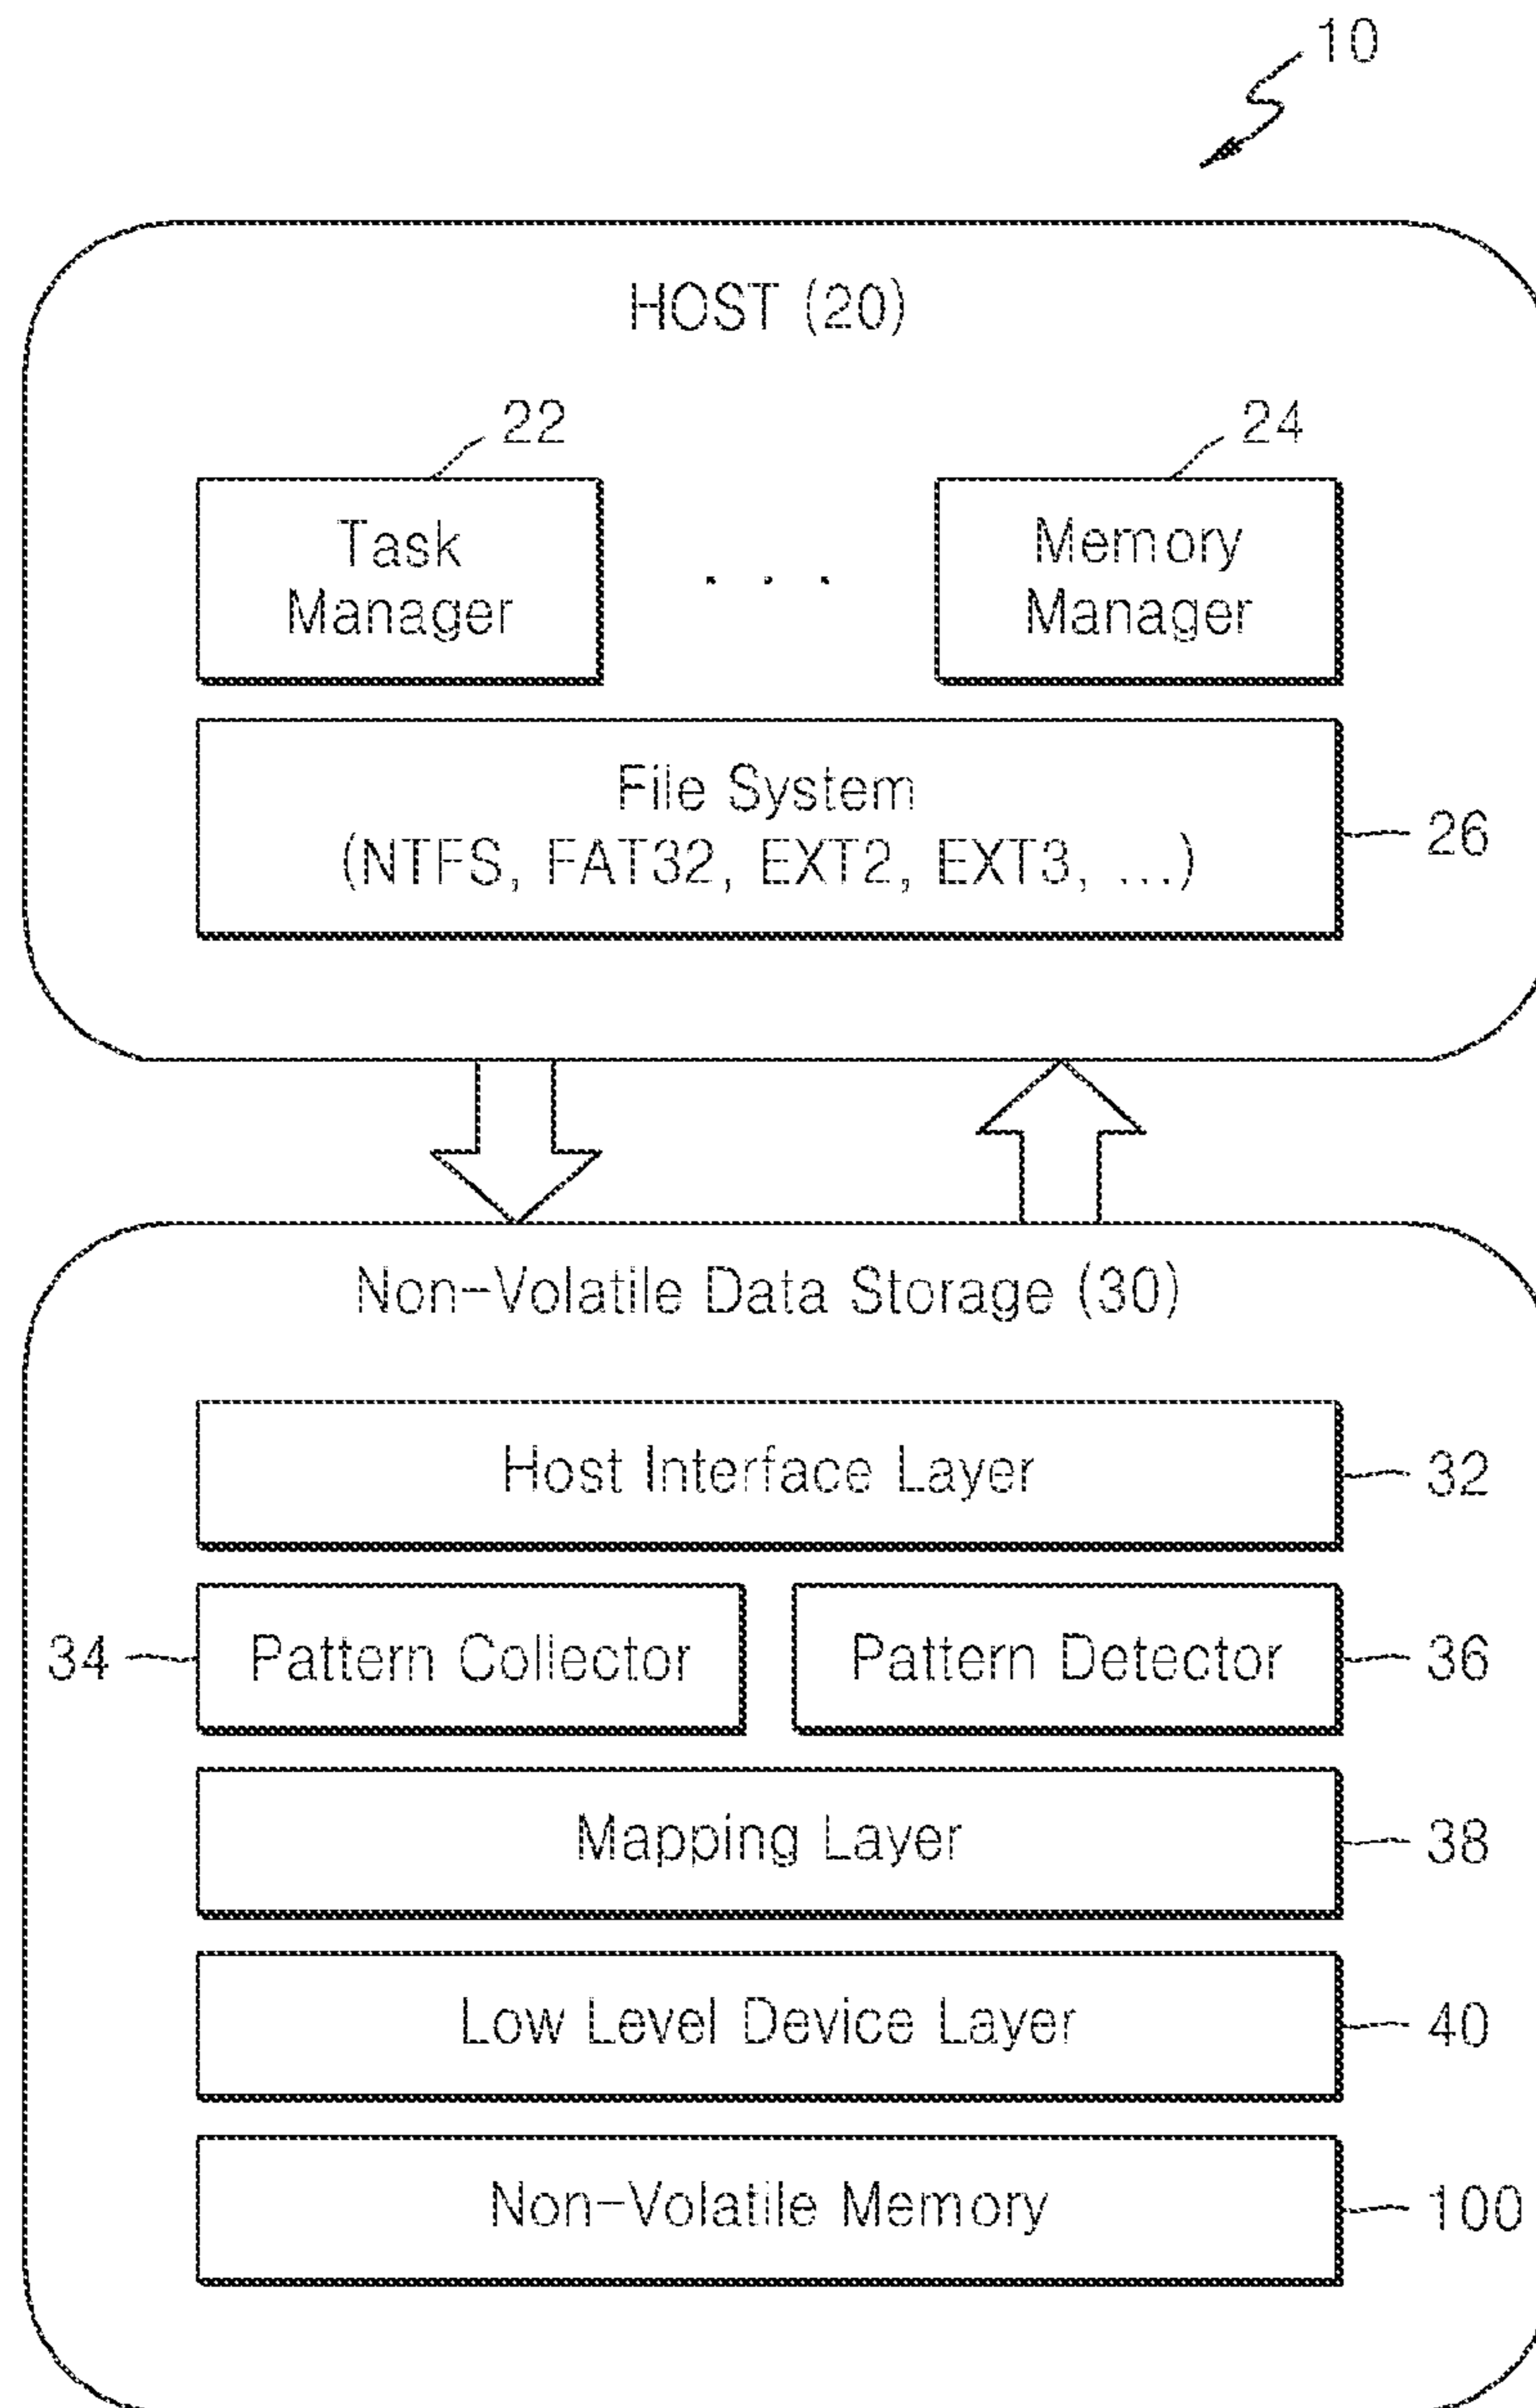 10
HOST (20)
22
24
Task
Manager
. . .
Memory
Manager
File System
(NTFS, FAT32, EXT2, EXT3, ...)
26
Non-Volatile Data Storage (30)
Host Interface Layer
32
34
Pattern Collector
Pattern Detector
36
Mapping Layer
38
Low Level Device Layer
40
Non-Volatile Memory
100